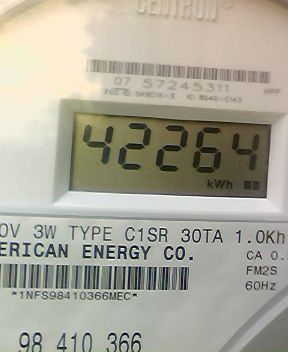 CENTRON®
07 57245311
HPP
42264
kWh
0V 3W TYPE C1SR 30TA 1.0Kh
ERICAN ENERGY CO.
CA 0.
FM2S
*1NFS98410366MEC*
60Hz
98 410 366